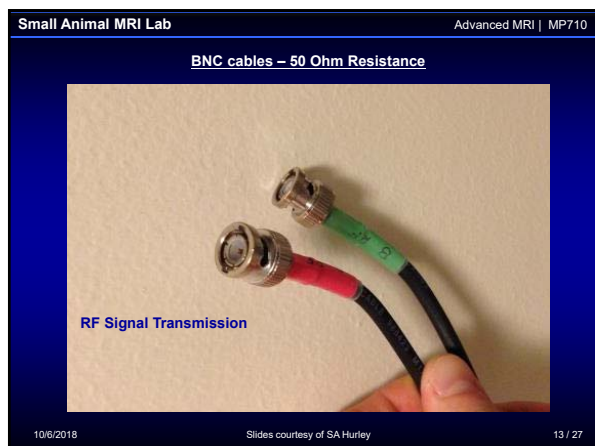 Small Animal MRI Lab
Advanced MRI | MP710
BNC cables – 50 Ohm Resistance
RF Signal Transmission
10/6/2018
Slides courtesy of SA Hurley
13 / 27